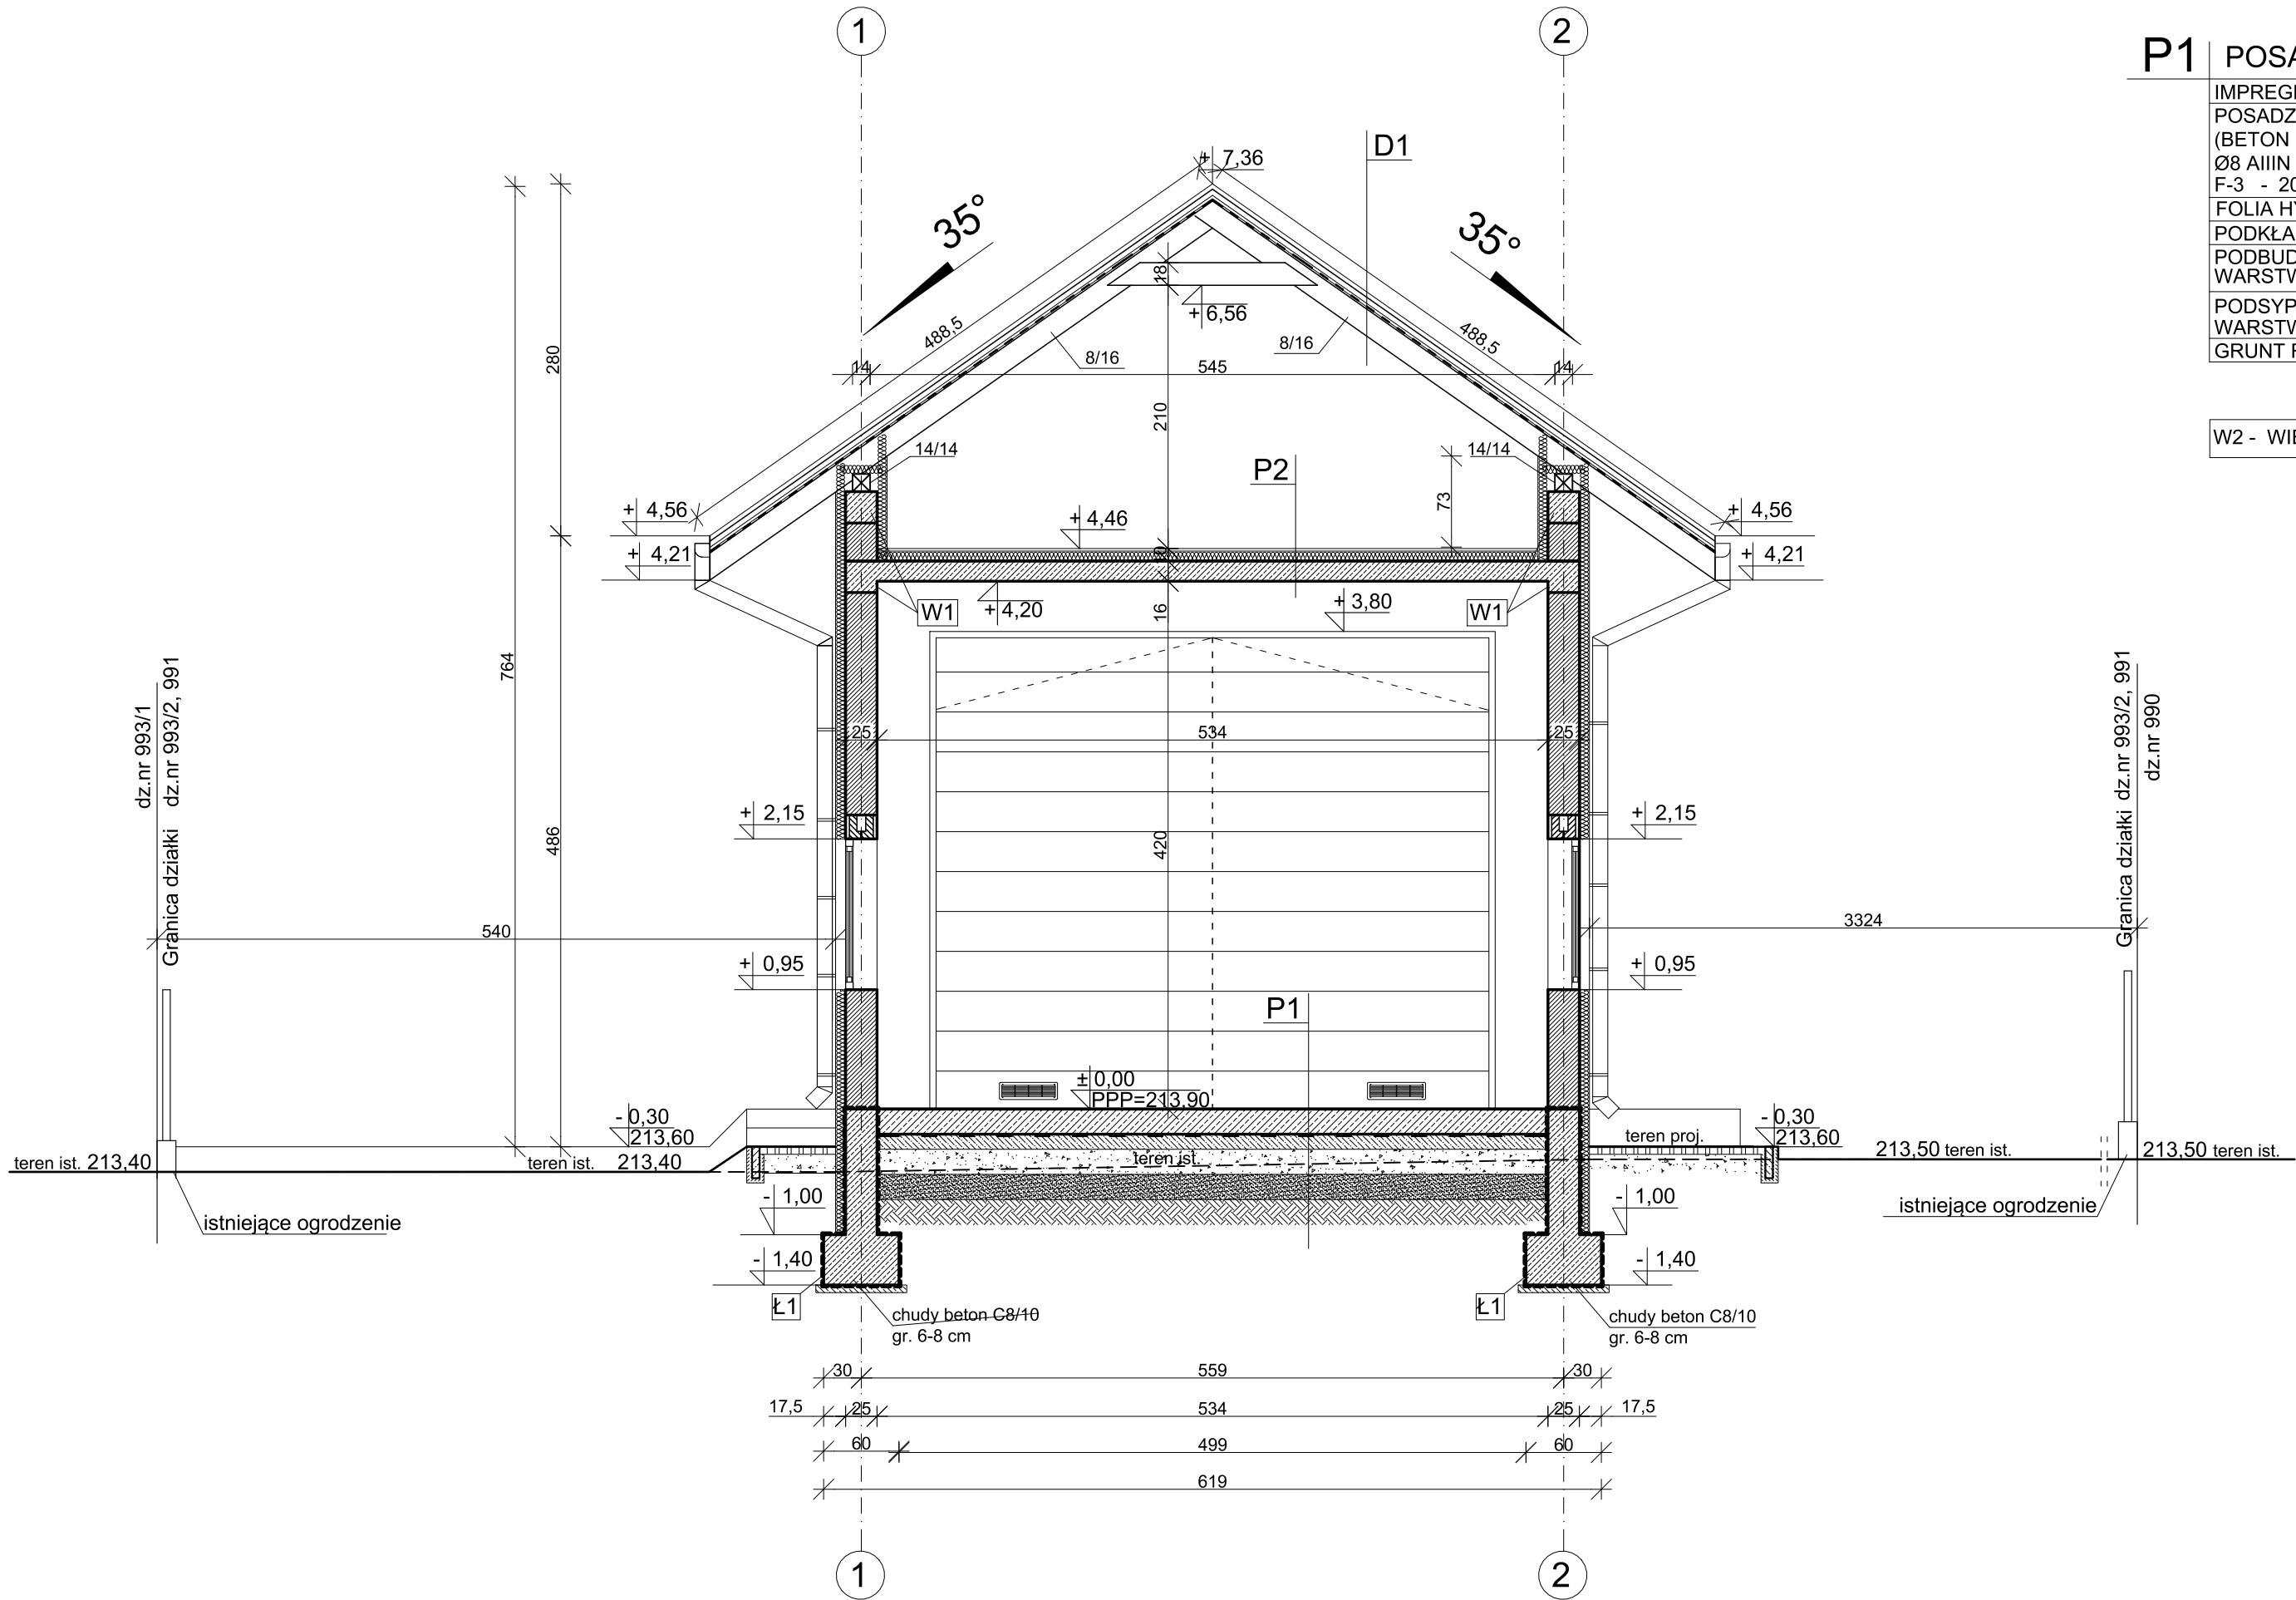 1
2
P1
POSA
IMPREG
POSADZ
(BETON
Ø8 AIIIN
F-3 - 20
FOLIA H
PODKŁA
PODBUD
WARSTW
PODSYP
WARSTW
GRUNT
W2 - WI
D1
+ 7,36
35°
35°
18
+ 6,56
488,5
488,5
8/16
8/16
280
14
545
14
210
14/14
14/14
P2
73
+ 4,56
+ 4,46
+ 4,56
+ 4,21
+ 4,21
W1
+ 4,20
16
+ 3,80
W1
764
dz.nr 993/1
Granica działki dz.nr 993/2, 991
Granica działki dz.nr 993/2, 991
dz.nr 990
25
534
25
+ 2,15
+ 2,15
486
420
540
3324
+ 0,95
+ 0,95
P1
± 0,00
PPP=213.90
- 0,30
213,60
- 0,30
213,60
teren proj.
teren ist. 213,40
teren ist. 213,40
teren ist.
213,50 teren ist.
213,50 teren ist.
- 1,00
- 1,00
istniejące ogrodzenie
istniejące ogrodzenie
- 1,40
- 1,40
Ł1
Ł1
chudy beton C8/10
gr. 6-8 cm
chudy beton C8/10
gr. 6-8 cm
30
559
30
17,5
25
534
25
17,5
60
499
60
619
1
2